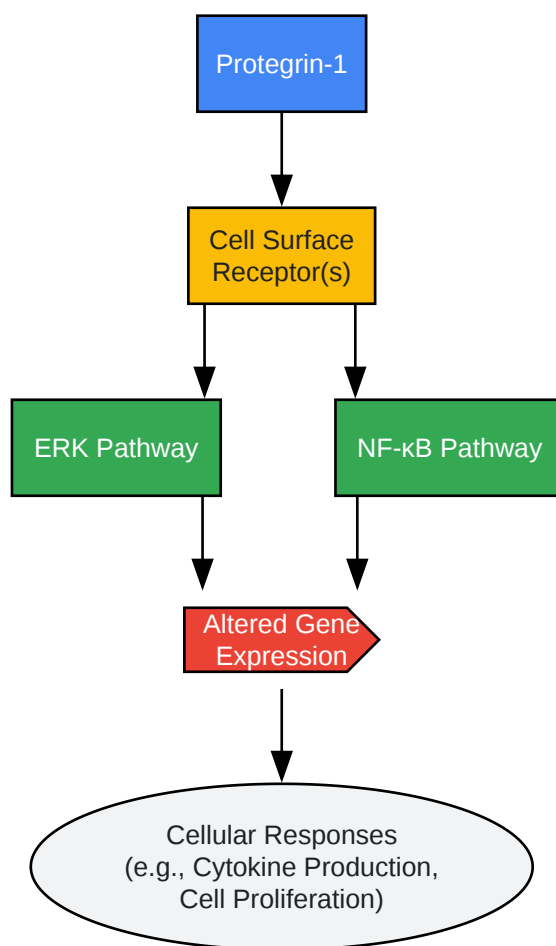 Protegrin-1
Cell Surface
Receptor(s)
ERK Pathway
NF-κB Pathway
Altered Gene
Expression
Cellular Responses
(e.g., Cytokine Production,
Cell Proliferation)